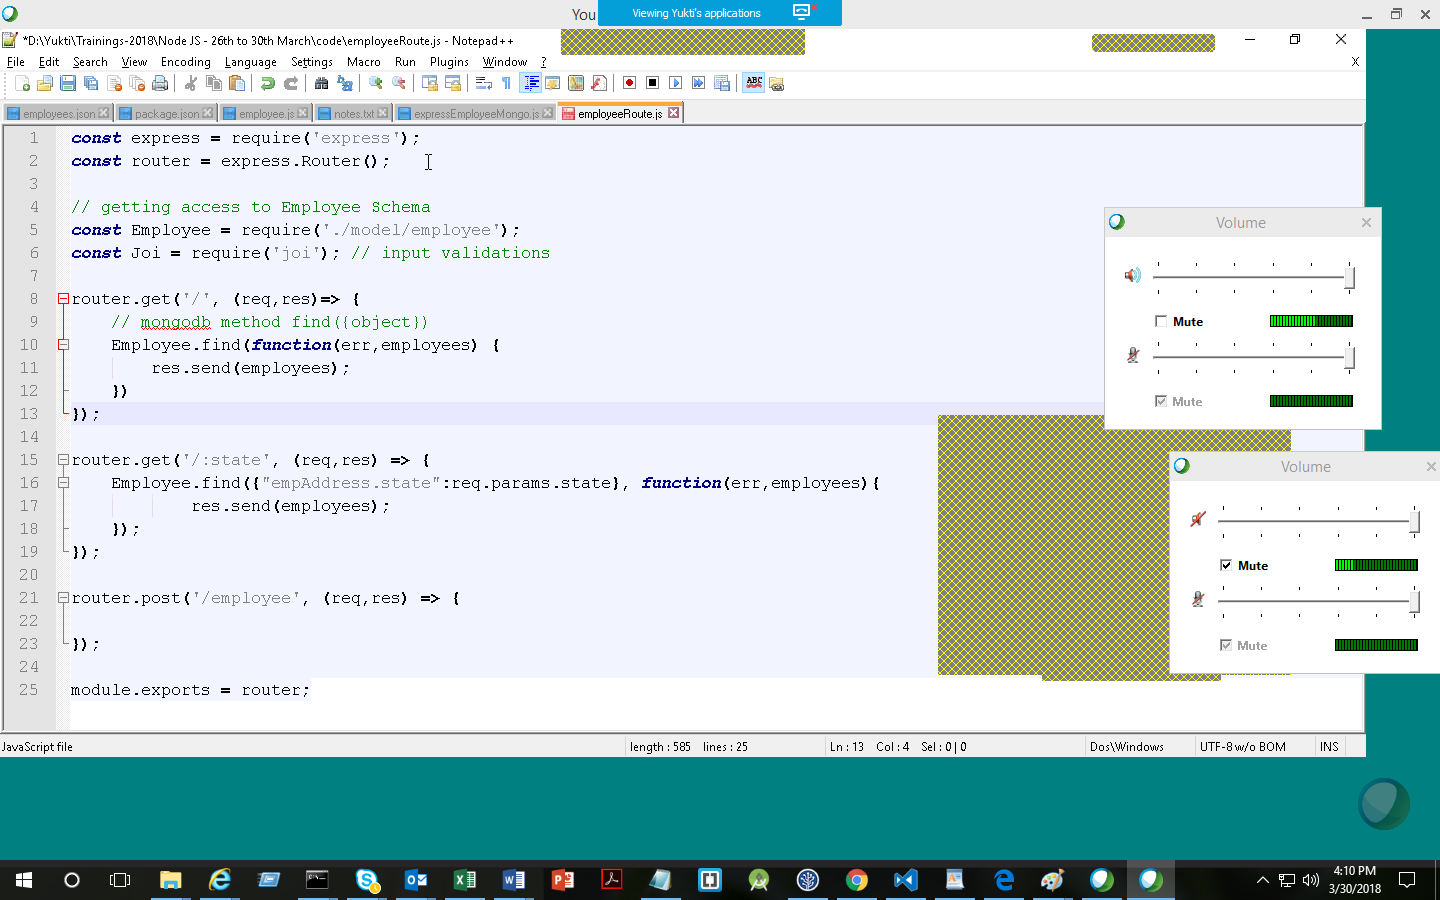 You
Viewing Yukti's applications
*D:\Yukti\Trainings-2018\Node JS - 26th to 30th March\code\employeeRoute.js - Notepad++
File Edit Search View Encoding Language Settings Macro Run Plugins Window ? X
employees.json package.json employee.js notes.txt expressEmployeeMongo.js employeeRoute.js
1 const express = require('express');
2 const router = express.Router();
3
4 // getting access to Employee Schema
5 const Employee = require('./model/employee');
6 const Joi = require('joi'); // input validations
7
8 router.get('/', (req,res)=> {
9 // mongodb method find({object})
10 Employee.find(function(err,employees) {
11 res.send(employees);
12 })
13 });
14
15 router.get('/:state', (req,res) => {
16 Employee.find({"empAddress.state":req.params.state}, function(err,employees){
17 res.send(employees);
18 });
19 });
20
21 router.post('/employee', (req,res) => {
22
23 });
24
25 module.exports = router;
Volume
Mute
Mute
Volume
Mute
Mute
JavaScript file length : 585 lines : 25 Ln : 13 Col : 4 Sel : 0 | 0 Dos\Windows UTF-8 w/o BOM INS
4:10 PM
3/30/2018